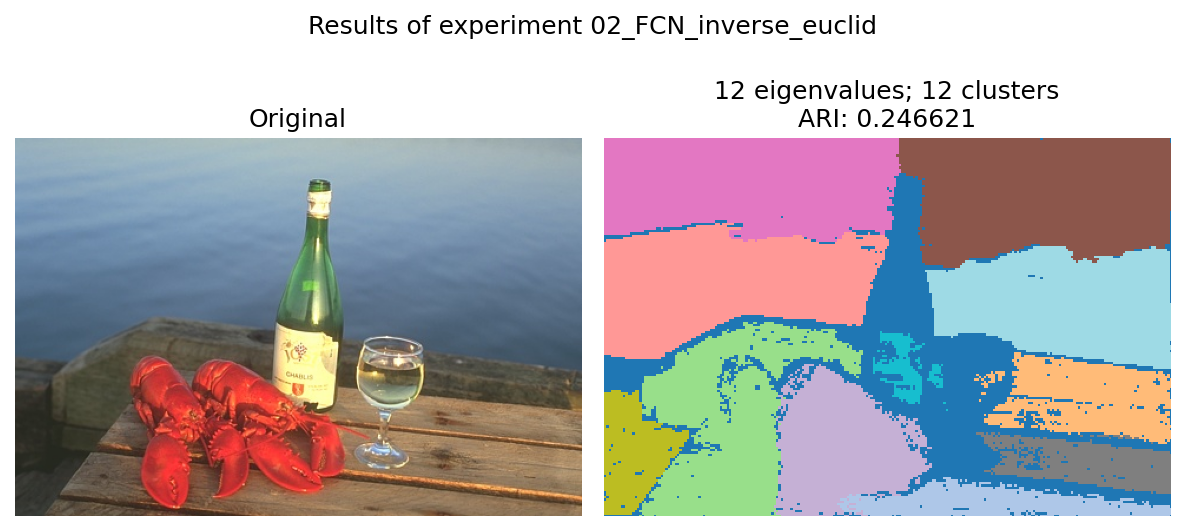 Results of experiment 02_FCN_inverse_euclid
Original
12 eigenvalues; 12 clusters
ARI: 0.246621
CHABLIS